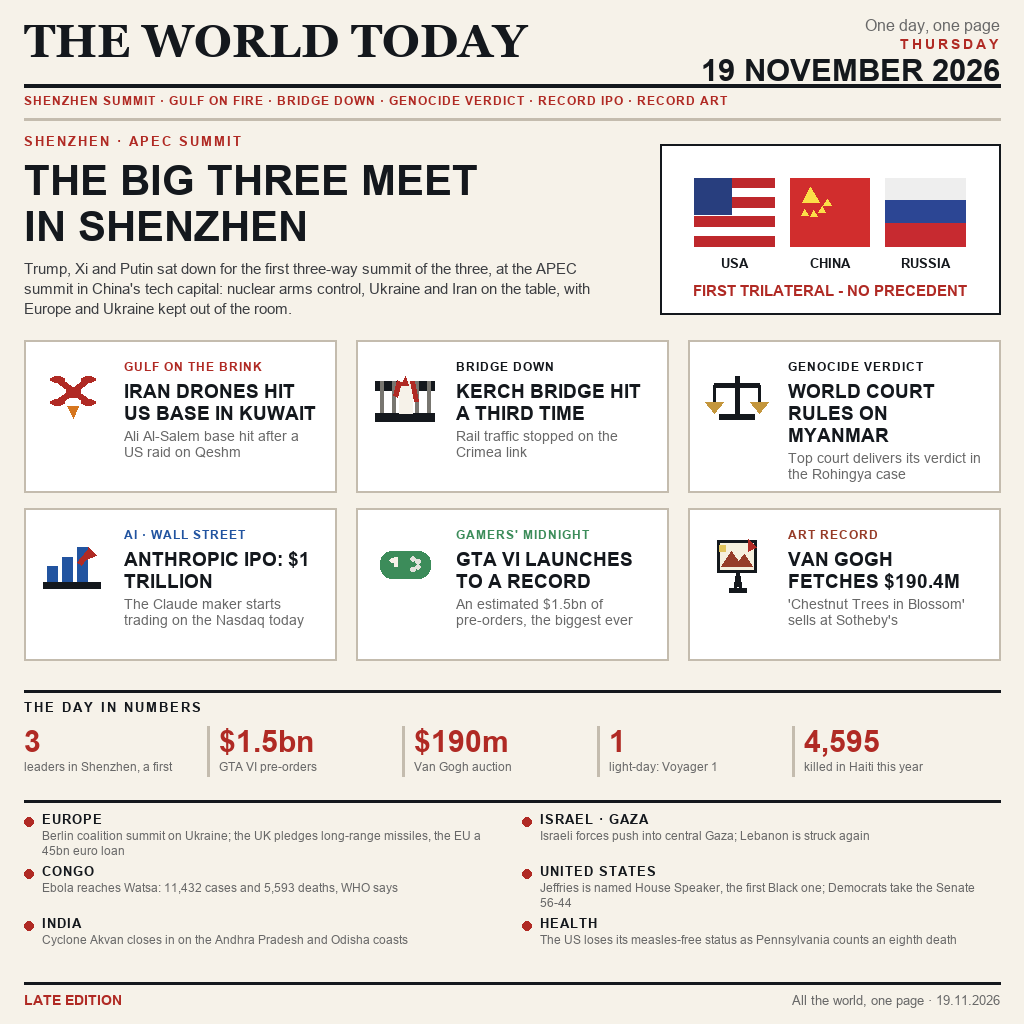 THE WORLD TODAY
One day, one page
THURSDAY
19 NOVEMBER 2026
SHENZHEN SUMMIT · GULF ON FIRE · BRIDGE DOWN · GENOCIDE VERDICT · RECORD IPO · RECORD ART
SHENZHEN · APEC SUMMIT
THE BIG THREE MEET
IN SHENZHEN
Trump, Xi and Putin sat down for the first three-way summit of the three, at the APEC
summit in China's tech capital: nuclear arms control, Ukraine and Iran on the table, with
Europe and Ukraine kept out of the room.
USA
CHINA
RUSSIA
FIRST TRILATERAL - NO PRECEDENT
GULF ON THE BRINK
IRAN DRONES HIT
US BASE IN KUWAIT
Ali Al-Salem base hit after a
US raid on Qeshm
BRIDGE DOWN
KERCH BRIDGE HIT
A THIRD TIME
Rail traffic stopped on the
Crimea link
GENOCIDE VERDICT
WORLD COURT
RULES ON
MYANMAR
Top court delivers its verdict in
the Rohingya case
AI · WALL STREET
ANTHROPIC IPO: $1
TRILLION
The Claude maker starts
trading on the Nasdaq today
GAMERS' MIDNIGHT
GTA VI LAUNCHES
TO A RECORD
An estimated $1.5bn of
pre-orders, the biggest ever
ART RECORD
VAN GOGH
FETCHES $190.4M
'Chestnut Trees in Blossom'
sells at Sotheby's
THE DAY IN NUMBERS
3
leaders in Shenzhen, a first
$1.5bn
GTA VI pre-orders
$190m
Van Gogh auction
1
light-day: Voyager 1
4,595
killed in Haiti this year
EUROPE
Berlin coalition summit on Ukraine; the UK pledges long-range missiles, the EU a
45bn euro loan
ISRAEL · GAZA
Israeli forces push into central Gaza; Lebanon is struck again
CONGO
Ebola reaches Watsa: 11,432 cases and 5,593 deaths, WHO says
UNITED STATES
Jeffries is named House Speaker, the first Black one; Democrats take the Senate
56-44
INDIA
Cyclone Akvan closes in on the Andhra Pradesh and Odisha coasts
HEALTH
The US loses its measles-free status as Pennsylvania counts an eighth death
LATE EDITION
All the world, one page · 19.11.2026